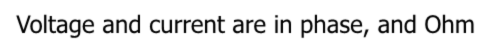 Voltage and current are in phase, and Ohm